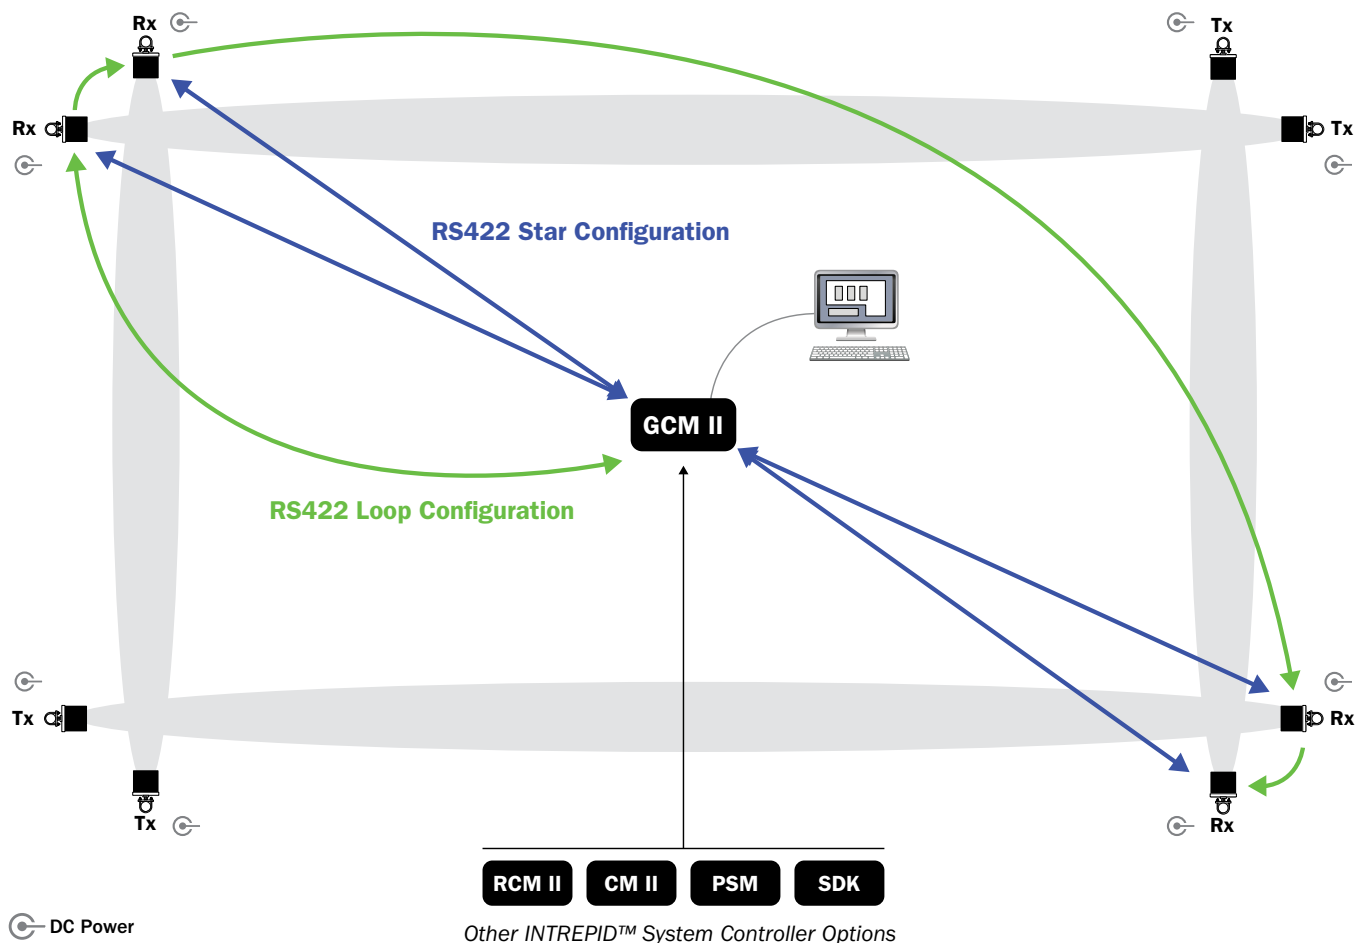 Rx
Tx
Rx
Tx
RS422 Star Configuration
GCM II
RS422 Loop Configuration
Tx
Rx
Tx
Rx
RCM II
CM II
PSM
SDK
DC Power
Other INTREPID™ System Controller Options